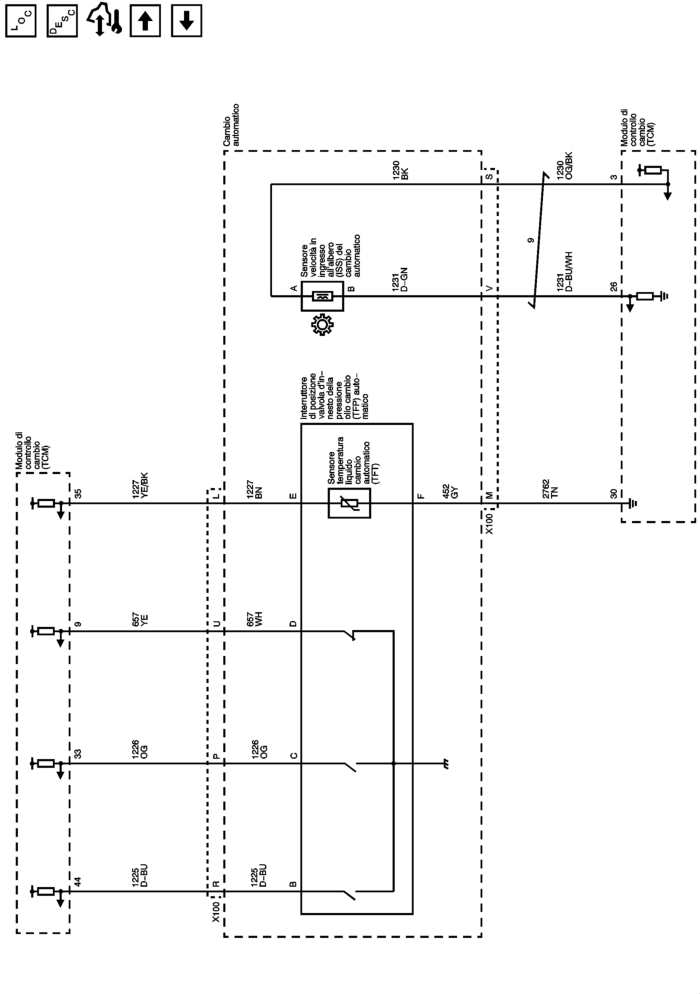 LOC
DESC
Cambio
automatico
Modulo di
controllo
cambio
(TCM)
1230
BK
S
1230
OG/BK
3
9
Sensore
velocità in
ingresso
all'albero
(ISS) del
cambio
automatico
A
B
1231
D-GN
V
1231
D-BU/WH
26
Interruttore
di posizione
valvola d'in-
nesto della
pressione
olio cambio
(TFP) auto-
matico
Modulo di
controllo
cambio
(TCM)
Sensore
temperatura
liquido
cambio
automatico
(TFT)
35
1227
YE/BK
L
1227
BN
E
F
452
GY
M
X100
2762
TN
30
9
657
YE
U
657
WH
D
33
1226
OG
P
1226
OG
C
44
1225
D-BU
R
X100
1225
D-BU
B